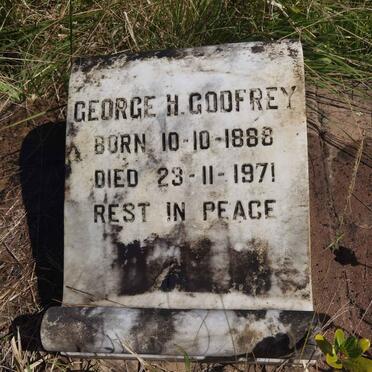 GEORGE H. GODFREY
BORN 10-10-1888
DIED 23-11-1971
REST IN PEACE